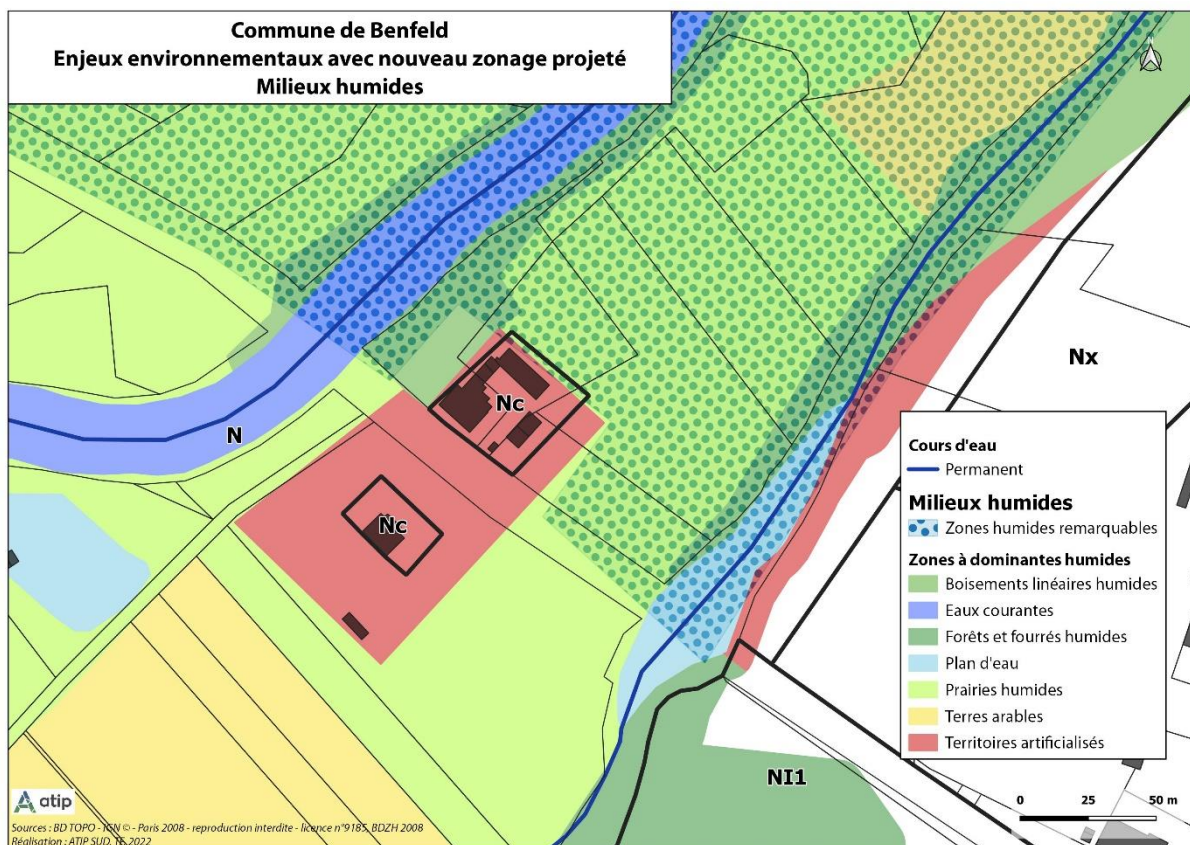 Commune de Benfeld
Enjeux environnementaux avec nouveau zonage projeté
Milieux humides
N
Nx
Nc
N
Nc
NI1
Cours d'eau
Permanent
Milieux humides
Zones humides remarquables
Zones à dominantes humides
Boisements linéaires humides
Eaux courantes
Forêts et fourrés humides
Plan d'eau
Prairies humides
Terres arables
Territoires artificialisés
0 25 50 m
atip
Sources : BD TOPO - IGN © - Paris 2008 - reproduction interdite - licence n°9185, BDZH 2008
Réalisation : ATIP SUD, TE, 2022